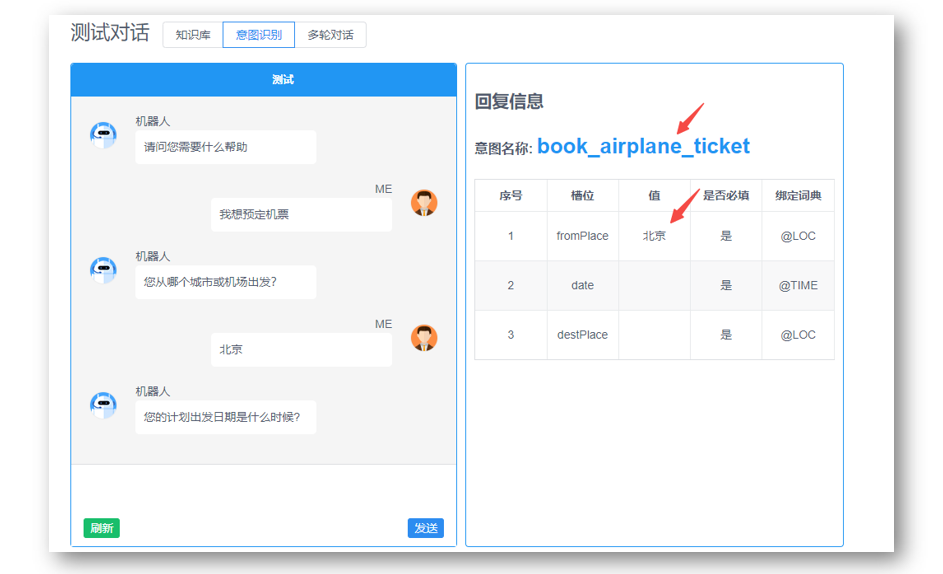 测试对话 知识库 意图识别 多轮对话
测试
机器人
请问您需要什么帮助
ME
我想预定机票
机器人
您从哪个城市或机场出发?
ME
北京
机器人
您的计划出发日期是什么时候?
刷新 发送
回复信息
意图名称: book_airplane_ticket
序号 槽位 值 是否必填 绑定词典
1 fromPlace 北京 是 @LOC
2 date 是 @TIME
3 destPlace 是 @LOC